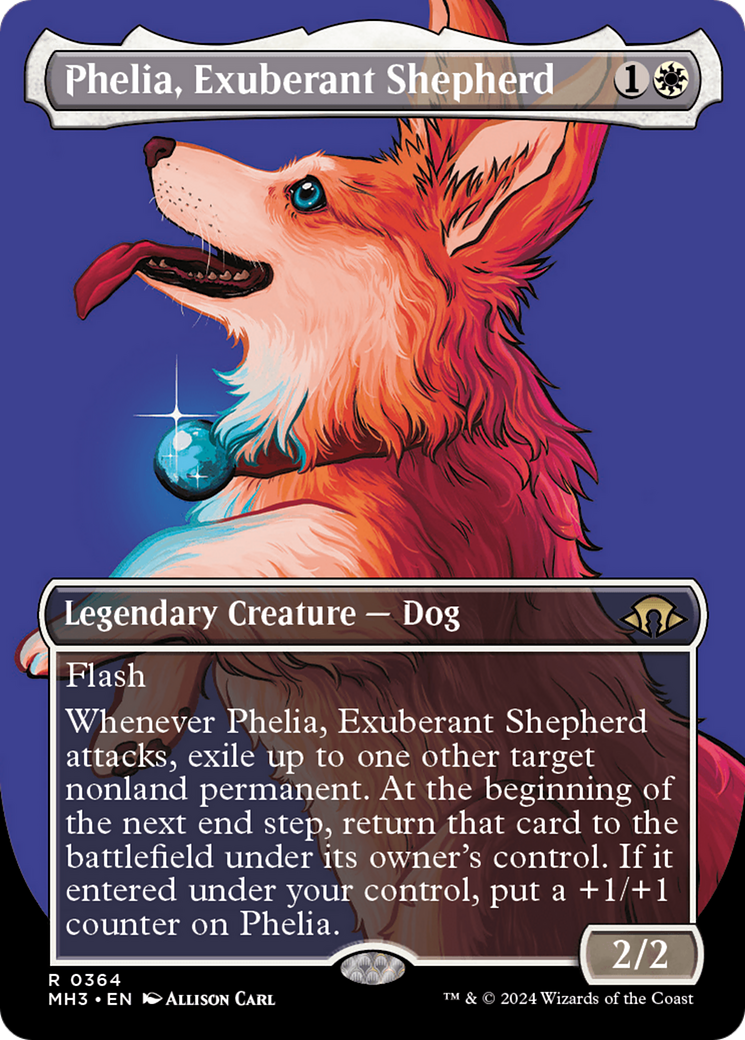 Phelia, Exuberant Shepherd 1
Legendary Creature — Dog
Flash
Whenever Phelia, Exuberant Shepherd
attacks, exile up to one other target
nonland permanent. At the beginning of
the next end step, return that card to the
battlefield under its owner's control. If it
entered under your control, put a +1/+1
counter on Phelia.
2/2
R 0364
MH3 • EN Allison Carl
™ & © 2024 Wizards of the Coast